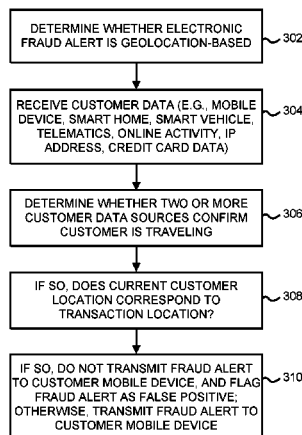 DETERMINE WHETHER ELECTRONIC
FRAUD ALERT IS GEOLOCATION-BASED
302
RECEIVE CUSTOMER DATA (E.G., MOBILE
DEVICE, SMART HOME, SMART VEHICLE,
TELEMATICS, ONLINE ACTIVITY, IP
ADDRESS, CREDIT CARD DATA)
304
DETERMINE WHETHER TWO OR MORE
CUSTOMER DATA SOURCES CONFIRM
CUSTOMER IS TRAVELING
306
IF SO, DOES CURRENT CUSTOMER
LOCATION CORRESPOND TO
TRANSACTION LOCATION?
308
IF SO, DO NOT TRANSMIT FRAUD ALERT
TO CUSTOMER MOBILE DEVICE, AND FLAG
FRAUD ALERT AS FALSE POSITIVE;
OTHERWISE, TRANSMIT FRAUD ALERT TO
CUSTOMER MOBILE DEVICE
310